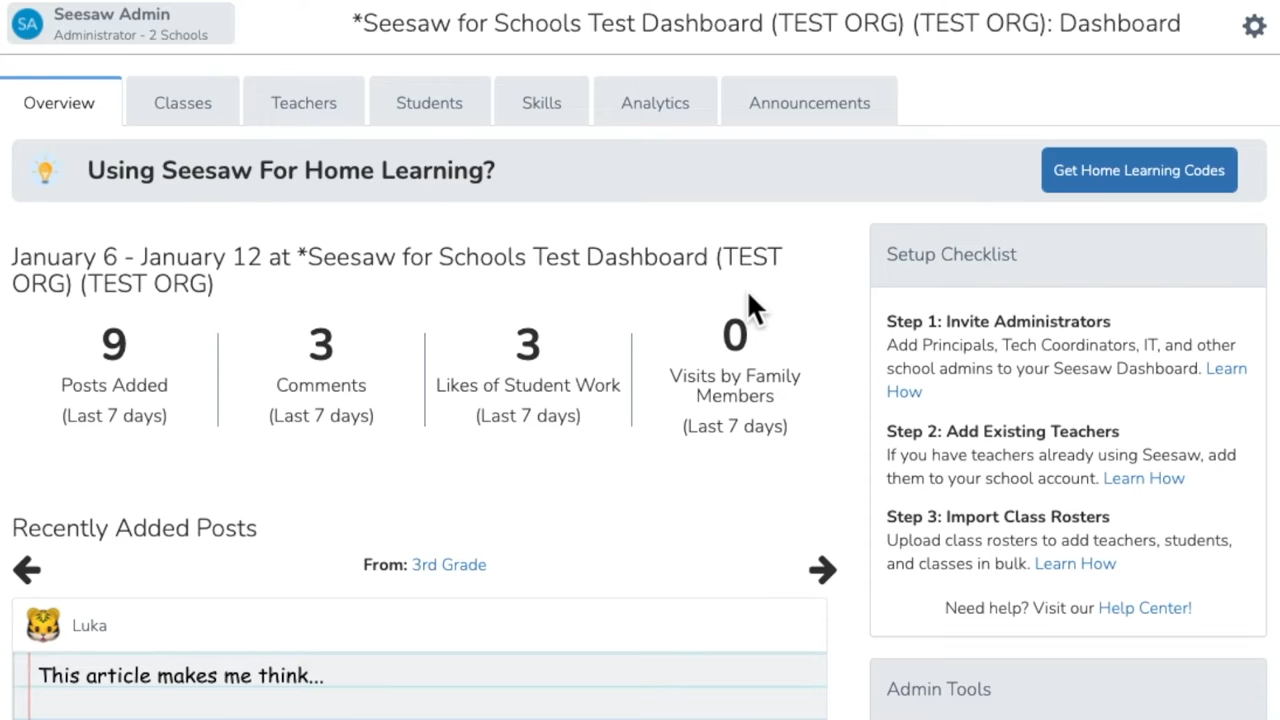 SA
Seesaw Admin
Administrator - 2 Schools
*Seesaw for Schools Test Dashboard (TEST ORG) (TEST ORG): Dashboard
Overview
Classes
Teachers
Students
Skills
Analytics
Announcements
Using Seesaw For Home Learning?
Get Home Learning Codes
January 6 - January 12 at *Seesaw for Schools Test Dashboard (TEST
ORG) (TEST ORG)
9
Posts Added
(Last 7 days)
3
Comments
(Last 7 days)
3
Likes of Student Work
(Last 7 days)
0
Visits by Family
Members
(Last 7 days)
Recently Added Posts
From: 3rd Grade
Luka
This article makes me think...
Setup Checklist
Step 1: Invite Administrators
Add Principals, Tech Coordinators, IT, and other
school admins to your Seesaw Dashboard. Learn
How
Step 2: Add Existing Teachers
If you have teachers already using Seesaw, add
them to your school account. Learn How
Step 3: Import Class Rosters
Upload class rosters to add teachers, students,
and classes in bulk. Learn How
Need help? Visit our Help Center!
Admin Tools